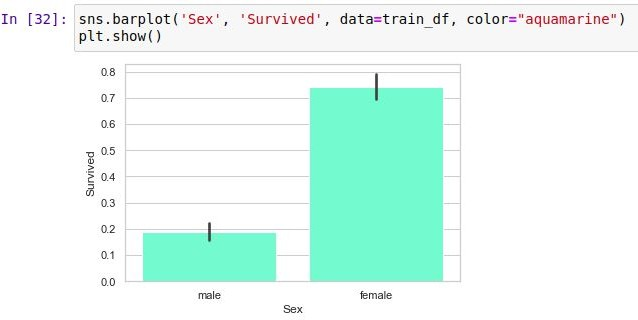 In [32]: sns.barplot('Sex', 'Survived', data=train_df, color="aquamarine")
plt.show()
0.8
0.7
0.6
0.5
0.4
0.3
0.2
0.1
0.0
Survived
male female
Sex